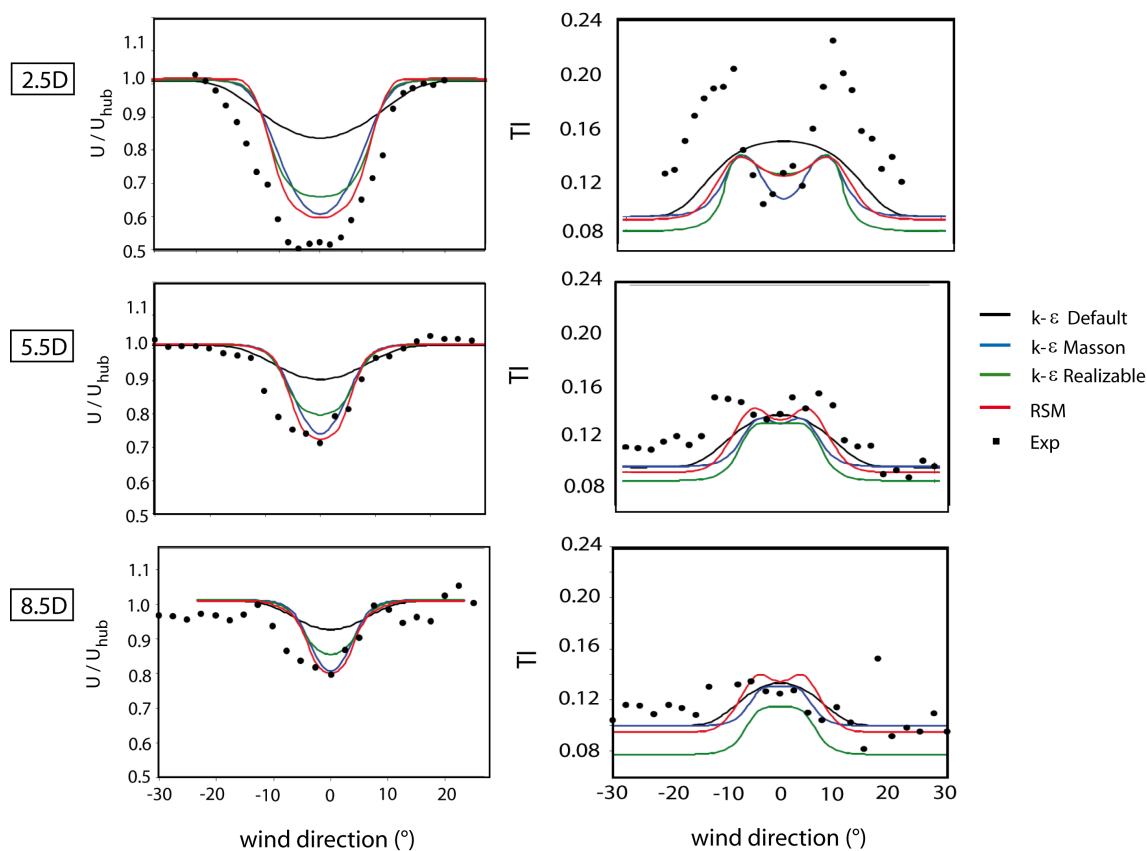 2.5D
U / U_hub
1.1
1.0
0.9
0.8
0.7
0.6
0.5
TI
0.24
0.20
0.16
0.12
0.08
5.5D
U / U_hub
1.1
1.0
0.9
0.8
0.7
0.6
0.5
TI
0.24
0.20
0.16
0.12
0.08
k- ε Default
k- ε Masson
k- ε Realizable
RSM
Exp
8.5D
U / U_hub
1.1
1.0
0.9
0.8
0.7
0.6
0.5
-30 -20 -10 0 10 20
wind direction (°)
TI
0.24
0.20
0.16
0.12
0.08
-30 -20 -10 0 10 20 30
wind direction (°)